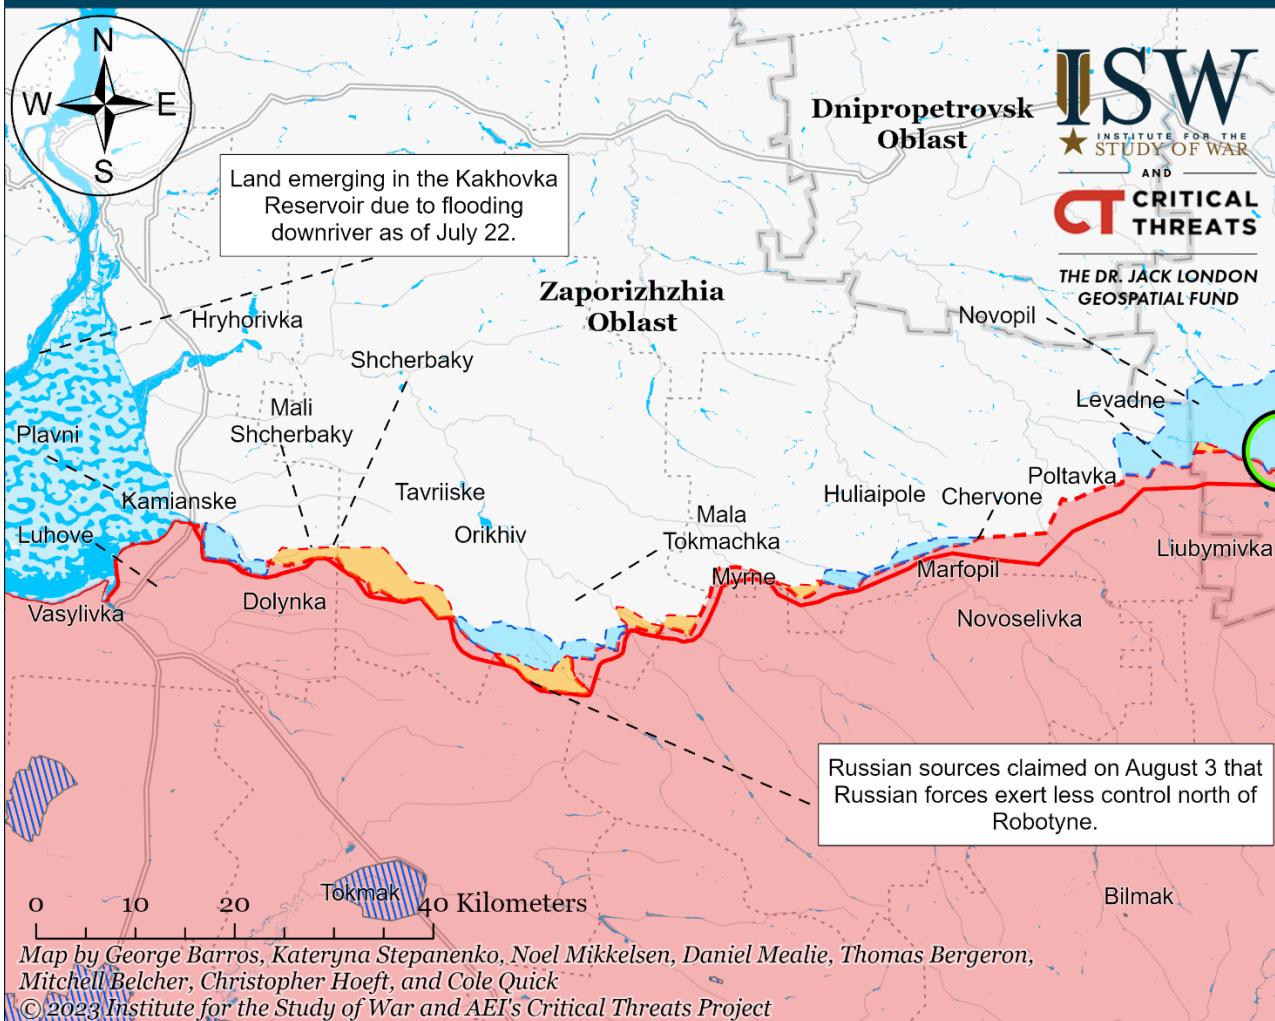 N
W
E
S
Dnipropetrovsk
Oblast
ISW
INSTITUTE FOR THE
STUDY OF WAR
AND
CT CRITICAL
THREATS
THE DR. JACK LONDON
GEOSPATIAL FUND
Land emerging in the Kakhovka
Reservoir due to flooding
downriver as of July 22.
Zaporizhzhia
Oblast
Novopil
Hryhorivka
Shcherbaky
Mali
Shcherbaky
Levadne
Plavni
Kamianske
Tavriiske
Orikhiv
Mala
Tokmachka
Huliaipole
Chervone
Poltavka
Luhove
Myrne
Marfopil
Liubymivka
Vasylivka
Dolynka
Novoselivka
Russian sources claimed on August 3 that
Russian forces exert less control north of
Robotyne.
Tokmak
Bilmak
0 10 20 40 Kilometers
Map by George Barros, Kateryna Stepanenko, Noel Mikkelsen, Daniel Mealie, Thomas Bergeron,
Mitchell Belcher, Christopher Hoeft, and Cole Quick
© 2023 Institute for the Study of War and AEI's Critical Threats Project